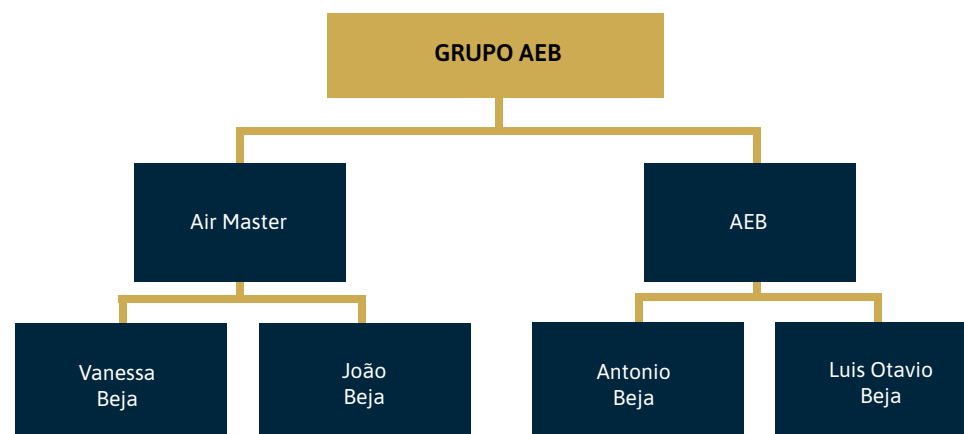 GRUPO AEB
Air Master
AEB
Vanessa
Beja
João
Beja
Antonio
Beja
Luis Otavio
Beja